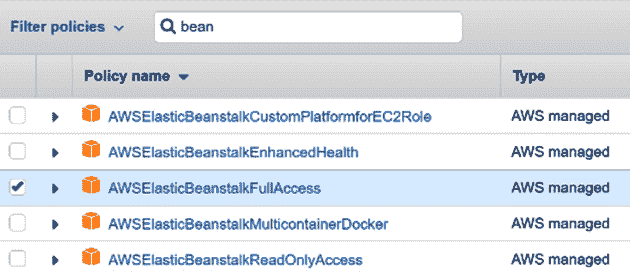 Filter policies bean
Policy name Type
AWSElasticBeanstalkCustomPlatformforEC2Role AWS managed
AWSElasticBeanstalkEnhancedHealth AWS managed
AWSElasticBeanstalkFullAccess AWS managed
AWSElasticBeanstalkMulticontainerDocker AWS managed
AWSElasticBeanstalkReadOnlyAccess AWS managed